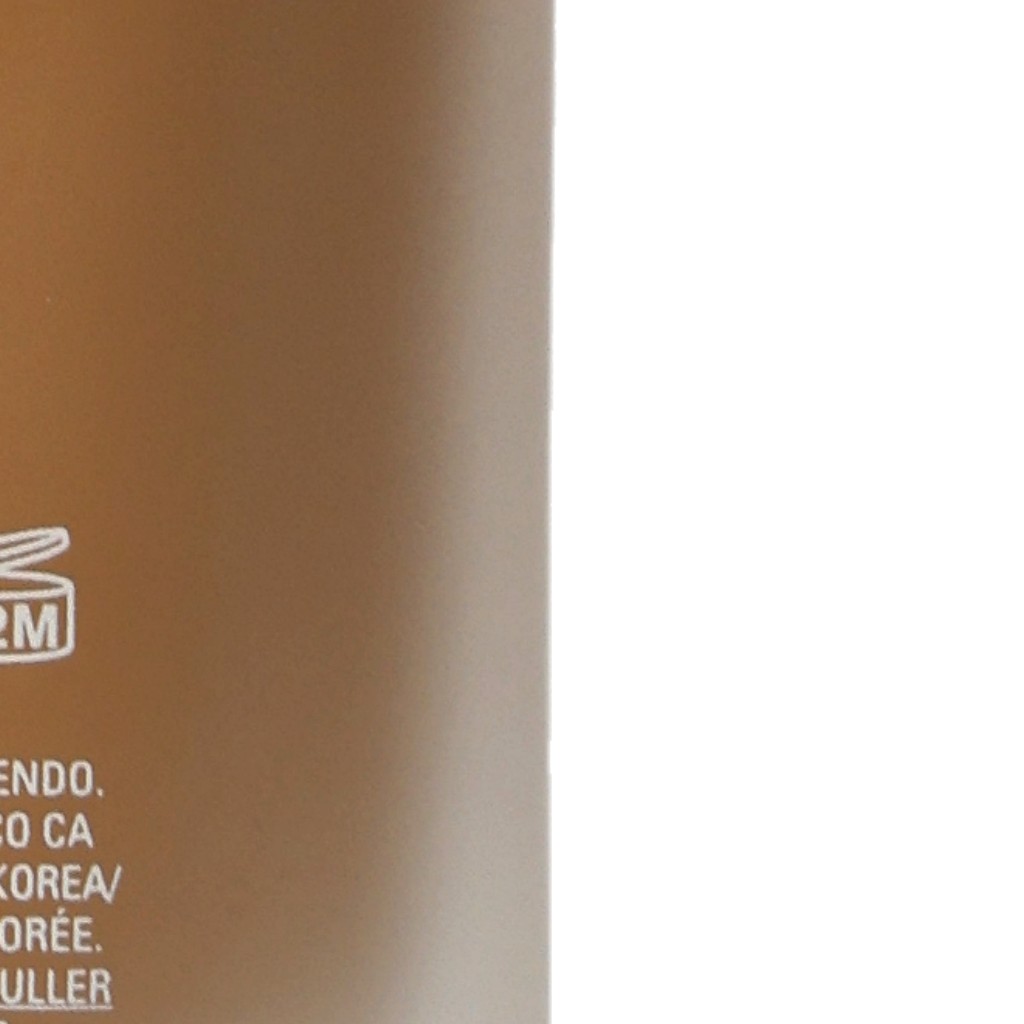 2M
ENDO.
CO CA
KOREA/
ORÉE.
ULLER